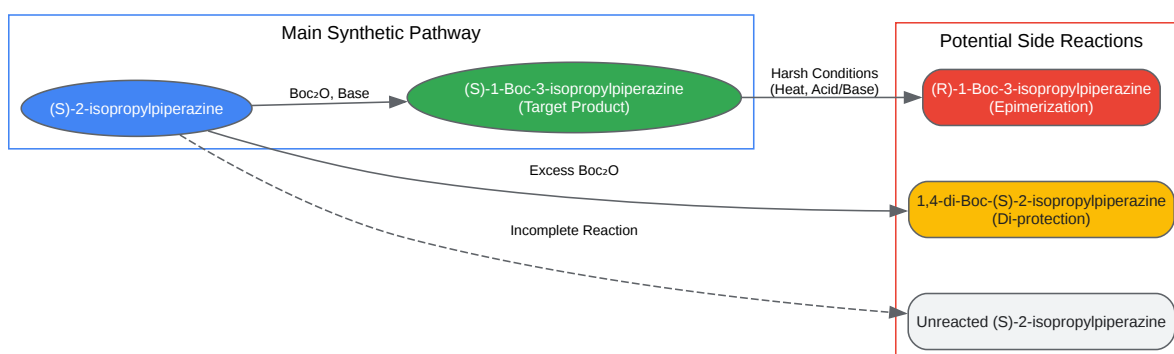 Main Synthetic Pathway
(S)-2-isopropylpiperazine
Boc₂O, Base
(S)-1-Boc-3-isopropylpiperazine
(Target Product)
Harsh Conditions
(Heat, Acid/Base)
Potential Side Reactions
(R)-1-Boc-3-isopropylpiperazine
(Epimerization)
Excess Boc₂O
1,4-di-Boc-(S)-2-isopropylpiperazine
(Di-protection)
Incomplete Reaction
Unreacted (S)-2-isopropylpiperazine